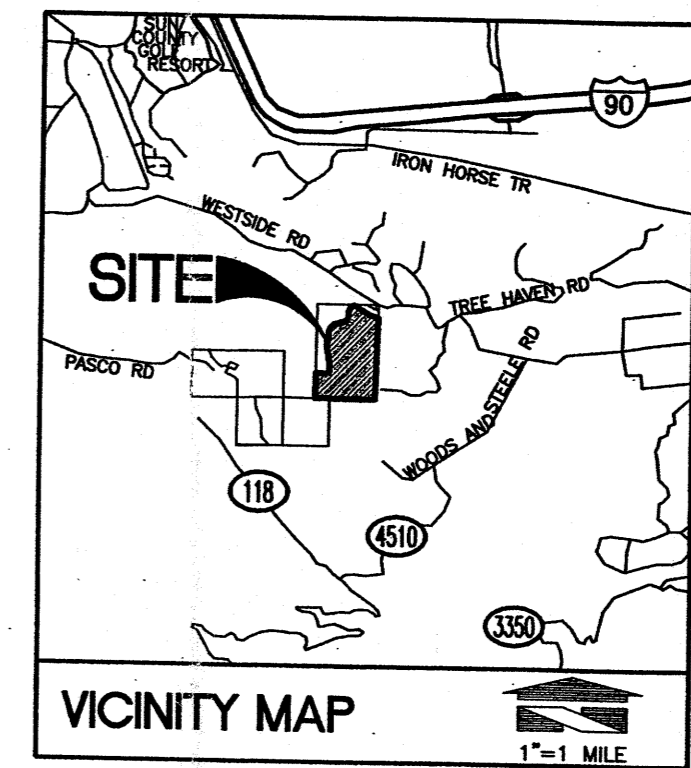 SUN
COUNTY
GOLF
RESORT
90
IRON HORSE TR
WESTSIDE RD
SITE
TREE HAVEN RD
PASCO RD
WOODS AND STEELE RD
118
4510
3350
VICINITY MAP
1"=1 MILE